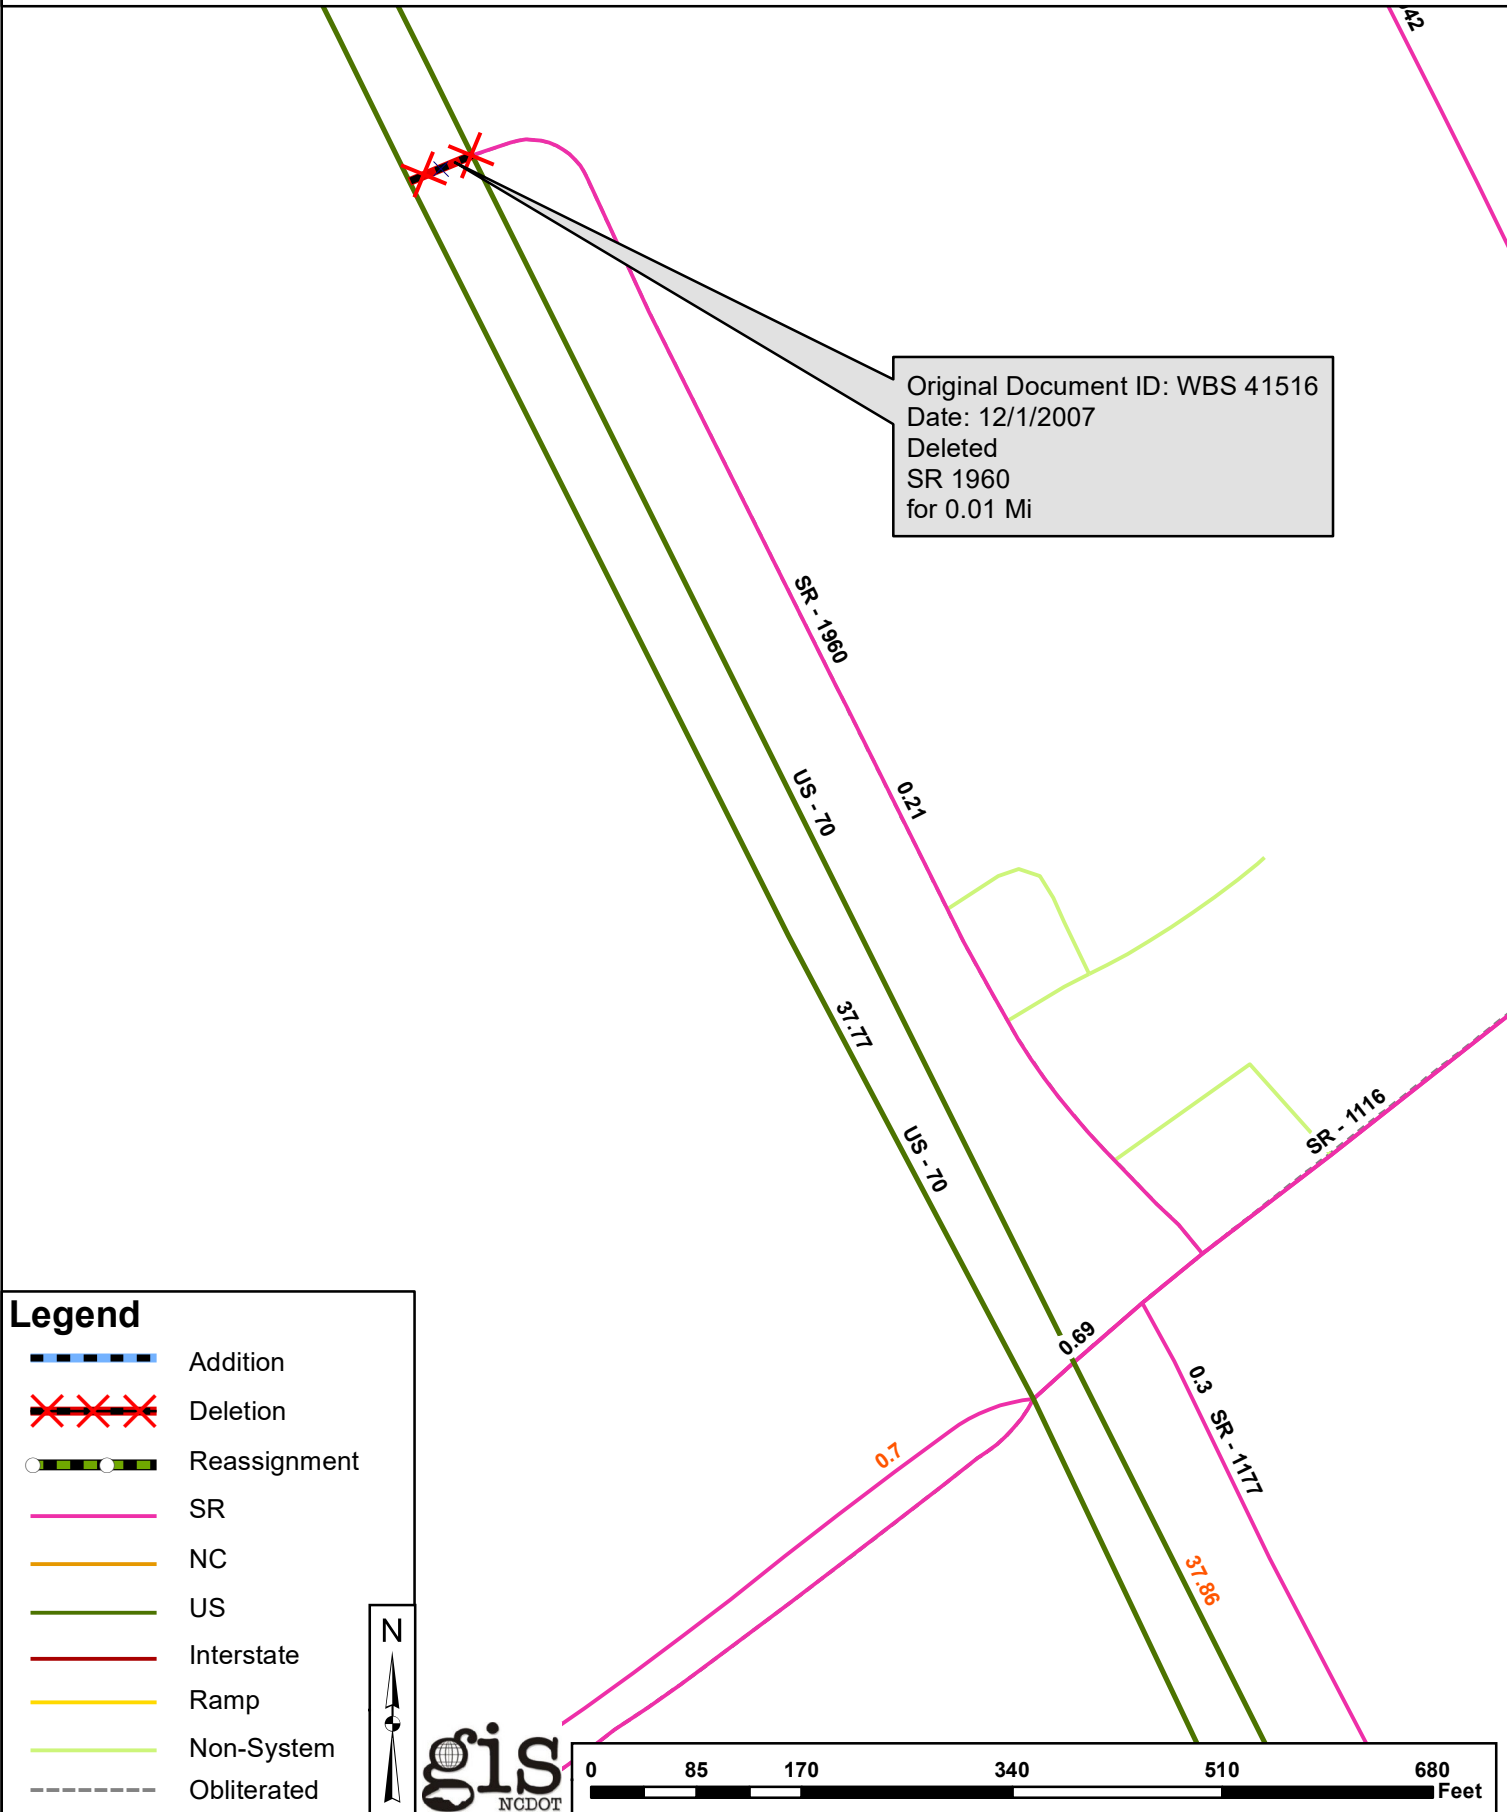 42
Original Document ID: WBS 41516
Date: 12/1/2007
Deleted
SR 1960
for 0.01 Mi
SR - 1960
US - 70
0.21
37.77
US - 70
SR - 1116
0.69
0.3
SR - 1177
0.7
37.86
Legend
Addition
Deletion
Reassignment
SR
NC
US
Interstate
Ramp
Non-System
Obliterated
N
gis
NCDOT
0 85 170 340 510 680
Feet